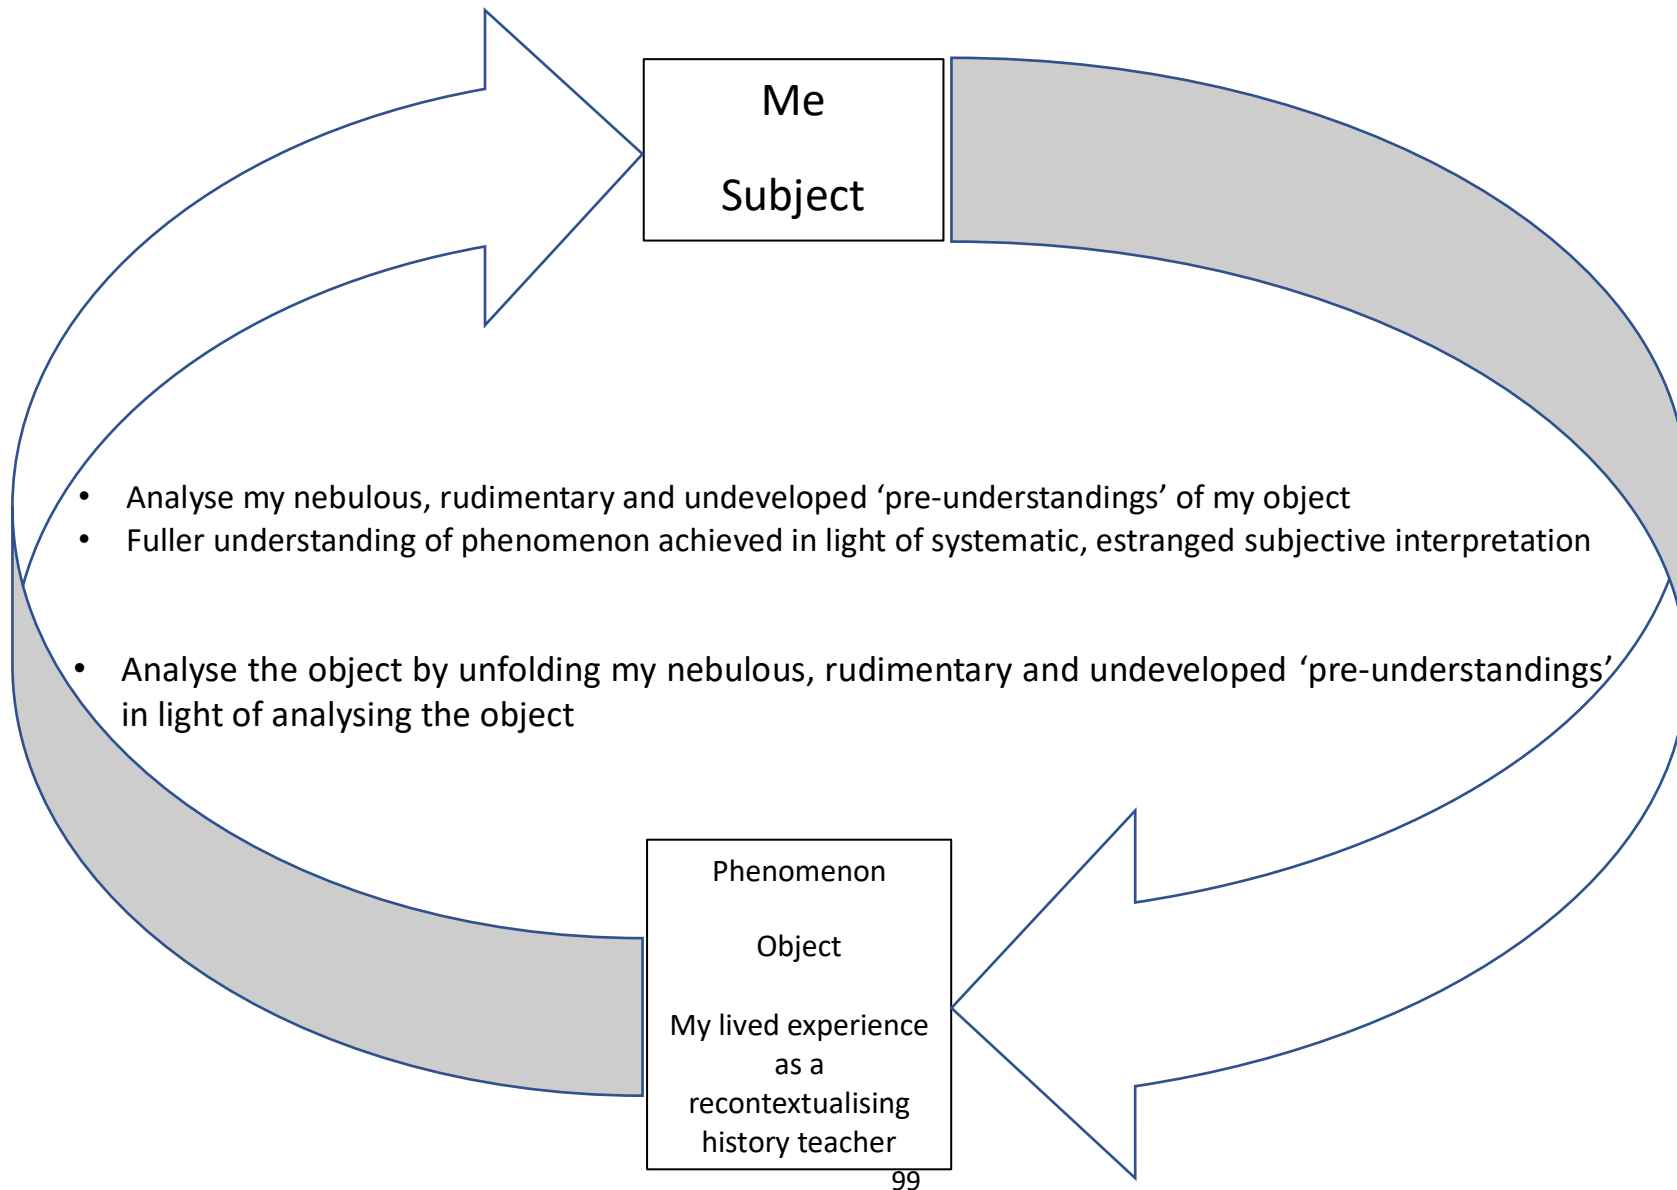 Me
Subject
• Analyse my nebulous, rudimentary and undeveloped ‘pre-understandings’ of my object
• Fuller understanding of phenomenon achieved in light of systematic, estranged subjective interpretation
• Analyse the object by unfolding my nebulous, rudimentary and undeveloped ‘pre-understandings’
in light of analysing the object
Phenomenon
Object
My lived experience
as a
recontextualising
history teacher
99